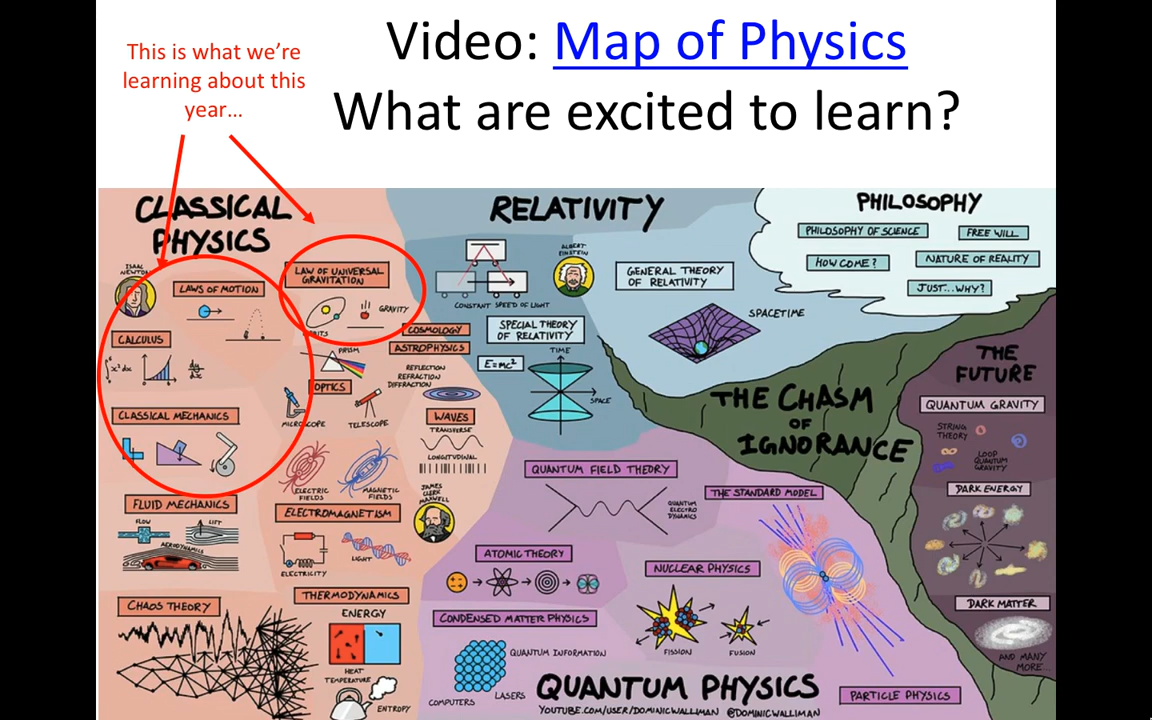 This is what we're
learning about this
year...
Video: Map of Physics
What are excited to learn?
CLASSICAL
PHYSICS
ISAAC
NEWTON
LAWS OF MOTION
LAW OF UNIVERSAL
GRAVITATION
GRAVITY
CALCULUS
∫x²dx
d/dx
PRISM
OPTICS
MICROSCOPE
TELESCOPE
COSMOLOGY
ASTROPHYSICS
REFLECTION
REFRACTION
DIFFRACTION
CLASSICAL MECHANICS
WAVES
TRANSVERSE
LONGITUDINAL
ELECTRIC
FIELDS
MAGNETIC
FIELDS
JAMES
CLERK
MAXWELL
FLUID MECHANICS
FLOW
LIFT
AERODYNAMICS
ELECTROMAGNETISM
LIGHT
ELECTRICITY
CHAOS THEORY
THERMODYNAMICS
ENERGY
HEAT
TEMPERATURE
ENTROPY
RELATIVITY
ALBERT
EINSTEIN
CONSTANT SPEED OF LIGHT
GENERAL THEORY
OF RELATIVITY
SPACETIME
SPECIAL THEORY
OF RELATIVITY
E=mc²
TIME
SPACE
PHILOSOPHY
PHILOSOPHY OF SCIENCE
FREE WILL
HOW COME?
NATURE OF REALITY
JUST...WHY?
THE CHASM
OF
IGNORANCE
THE
FUTURE
QUANTUM GRAVITY
STRING
THEORY
LOOP
QUANTUM
GRAVITY
DARK ENERGY
DARK MATTER
AND MANY
MORE...
QUANTUM FIELD THEORY
QUANTUM
ELECTRO
DYNAMICS
THE STANDARD MODEL
ATOMIC THEORY
NUCLEAR PHYSICS
FISSION
FUSION
CONDENSED MATTER PHYSICS
QUANTUM INFORMATION
LASERS
COMPUTERS
QUANTUM PHYSICS
PARTICLE PHYSICS
YOUTUBE.COM/USER/DOMINICWALLIMAN @DOMINICWALLIMAN